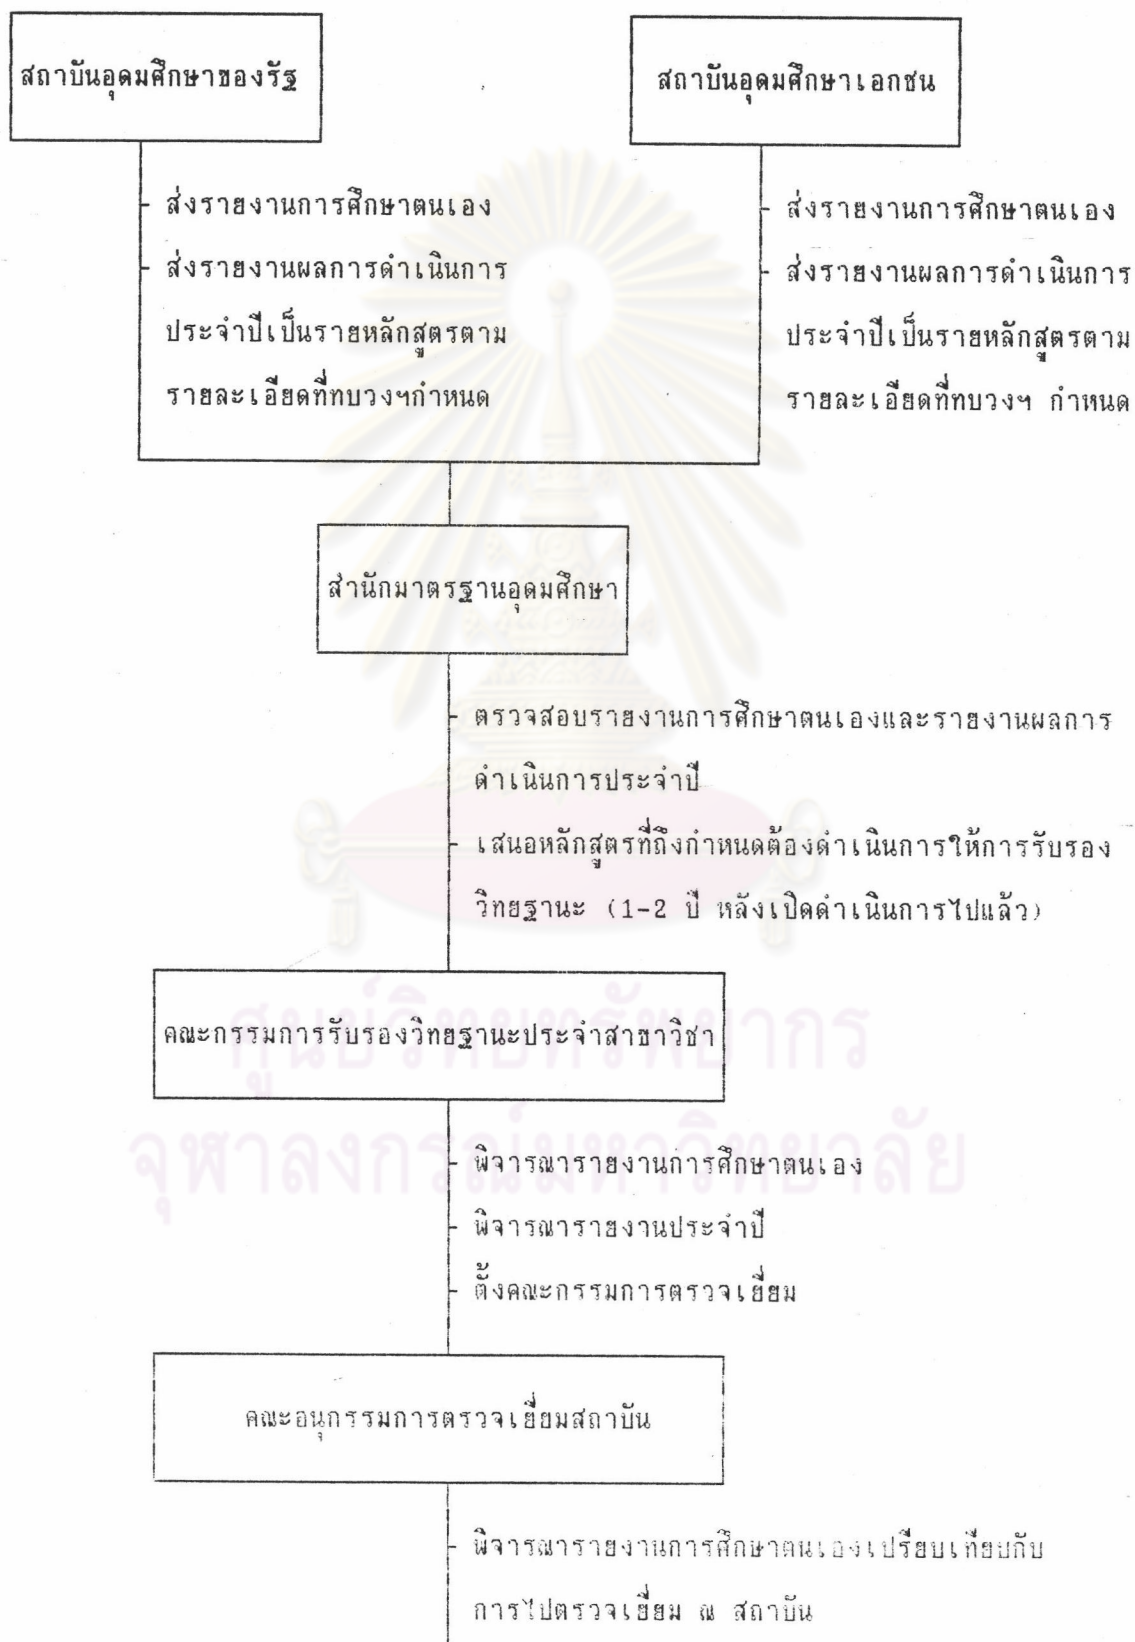 สถาบันอุดมศึกษาของรัฐ
- ส่งรายงานการศึกษาตนเอง
- ส่งรายงานผลการดำเนินการ
ประจำปีเป็นรายหลักสูตรตาม
รายละเอียดที่ทบวงฯกำหนด
สถาบันอุดมศึกษาเอกชน
- ส่งรายงานการศึกษาตนเอง
- ส่งรายงานผลการดำเนินการ
ประจำปีเป็นรายหลักสูตรตาม
รายละเอียดที่ทบวงฯ กำหนด
สำนักมาตรฐานอุดมศึกษา
- ตรวจสอบรายงานการศึกษาตนเองและรายงานผลการ
ดำเนินการประจำปี
- เสนอหลักสูตรที่ถึงกำหนดต้องดำเนินการให้การรับรอง
วิทยฐานะ (1-2 ปี หลังเปิดดำเนินการไปแล้ว)
คณะกรรมการรับรองวิทยฐานะประจำสาขาวิชา
- พิจารณารายงานการศึกษาตนเอง
- พิจารณารายงานประจำปี
- ตั้งคณะกรรมการตรวจเยี่ยม
คณะอนุกรรมการตรวจเยี่ยมสถาบัน
- พิจารณารายงานการศึกษาตนเองเปรียบเทียบกับ
การไปตรวจเยี่ยม ณ สถาบัน
ศูนย์วิทยทรัพยากร
จุฬาลงกรณ์มหาวิทยาลัย